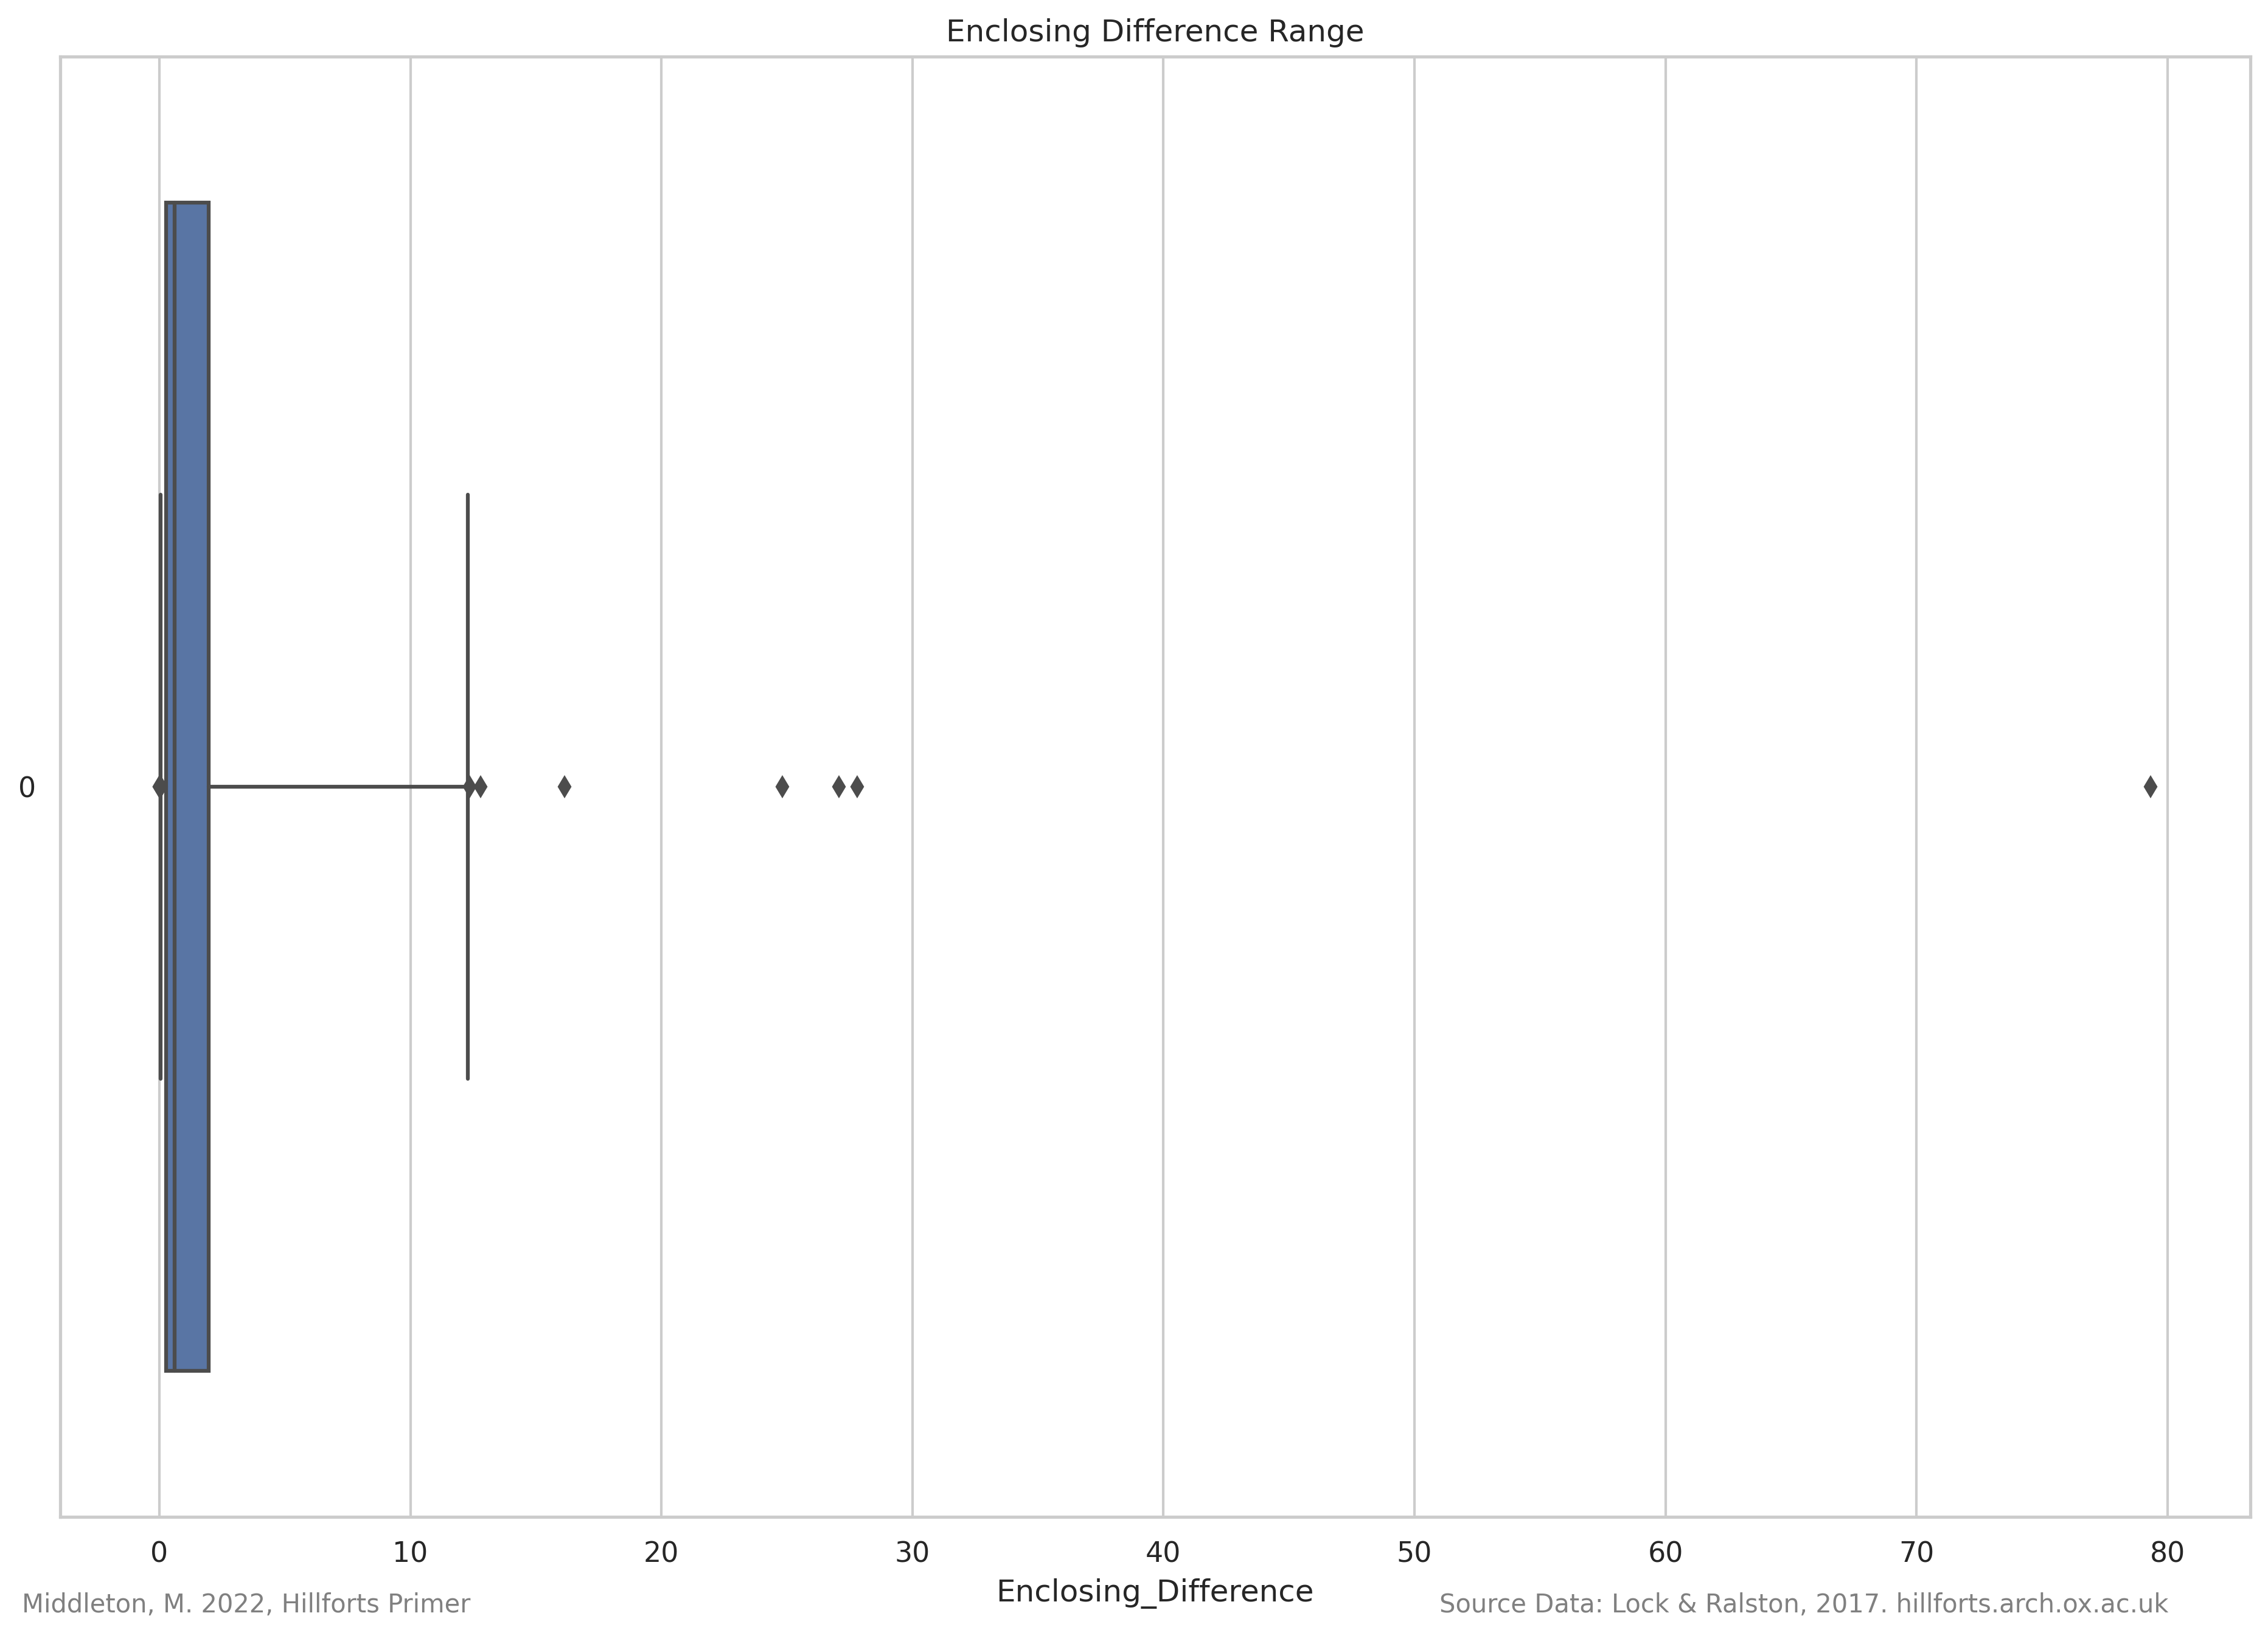 Enclosing Difference Range
0
0 10 20 30 40 50 60 70 80
Enclosing_Difference
Middleton, M. 2022, Hillforts Primer
Source Data: Lock & Ralston, 2017. hillforts.arch.ox.ac.uk